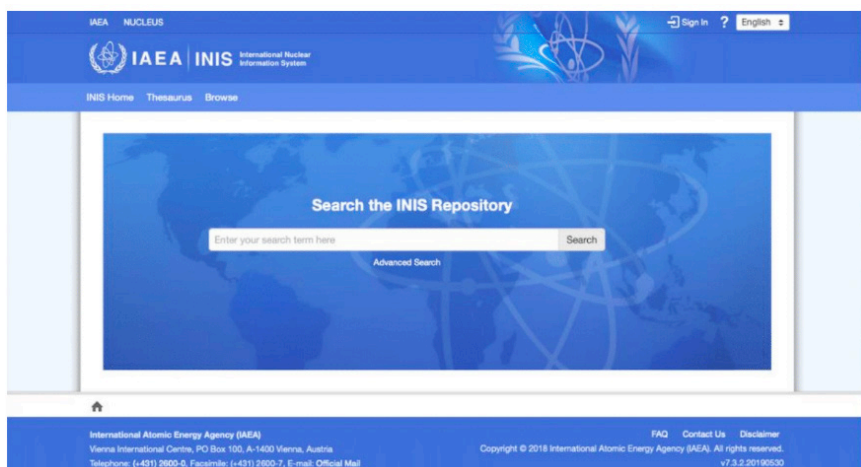 IAEA NUCLEUS
Sign In ? English
IAEA INIS International Nuclear
Information System
INIS Home Thesaurus Browse
Search the INIS Repository
Enter your search term here Search
Advanced Search
International Atomic Energy Agency (IAEA)
Vienna International Centre, PO Box 100, A-1400 Vienna, Austria
Telephone: (+431) 2600-0, Facsimile: (+431) 2600-7, E-mail: Official Mail
FAQ Contact Us Disclaimer
Copyright © 2018 International Atomic Energy Agency (IAEA). All rights reserved.
v7.3.2.20190530